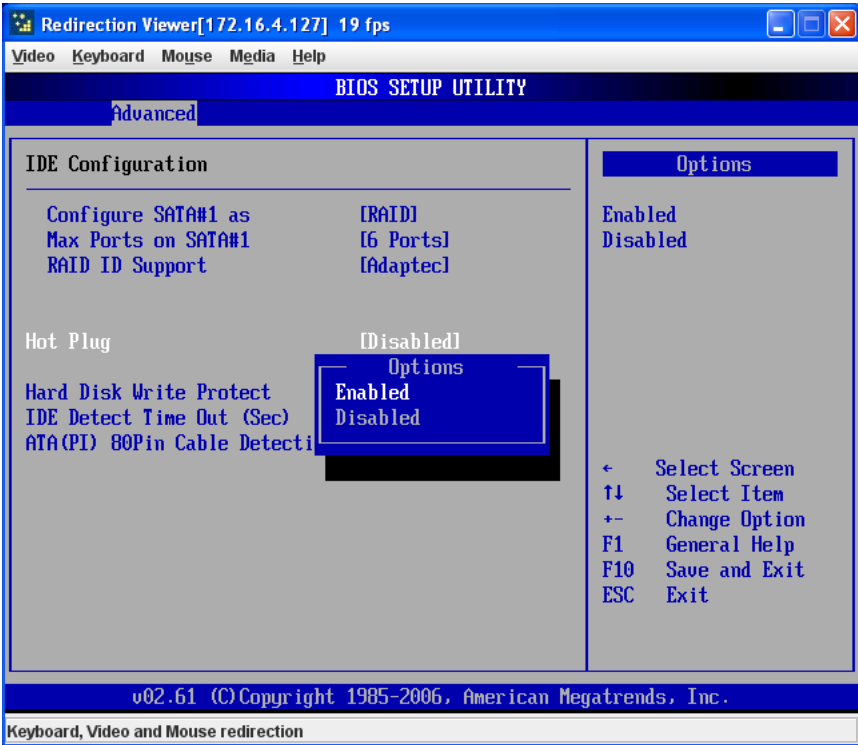 Redirection Viewer[172.16.4.127] 19 fps
Video Keyboard Mouse Media Help
BIOS SETUP UTILITY
Advanced
IDE Configuration
Configure SATA#1 as [RAID]
Max Ports on SATA#1 [6 Ports]
RAID ID Support [Adaptec]
Hot Plug [Disabled]
Options
Enabled
Disabled
Hard Disk Write Protect
IDE Detect Time Out (Sec)
ATA(PI) 80Pin Cable Detecti
Options
Enabled
Disabled
← Select Screen
↑↓ Select Item
+- Change Option
F1 General Help
F10 Save and Exit
ESC Exit
v02.61 (C)Copyright 1985-2006, American Megatrends, Inc.
Keyboard, Video and Mouse redirection